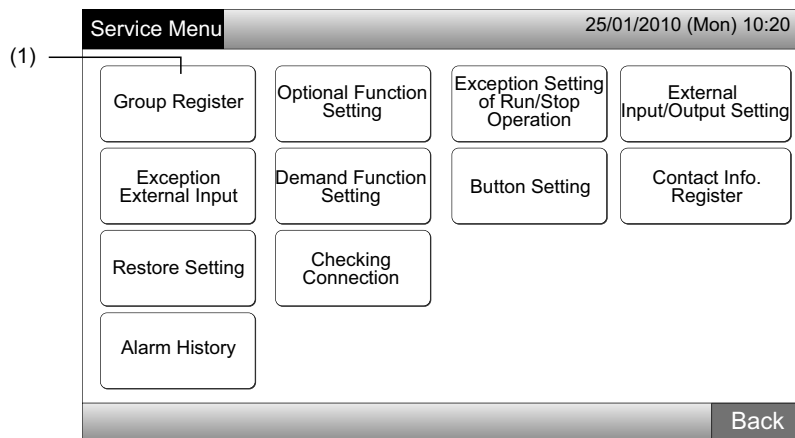 Service Menu
25/01/2010 (Mon) 10:20
(1)
Group Register
Optional Function
Setting
Exception Setting
of Run/Stop
Operation
External
Input/Output Setting
Exception
External Input
Demand Function
Setting
Button Setting
Contact Info.
Register
Restore Setting
Checking
Connection
Alarm History
Back